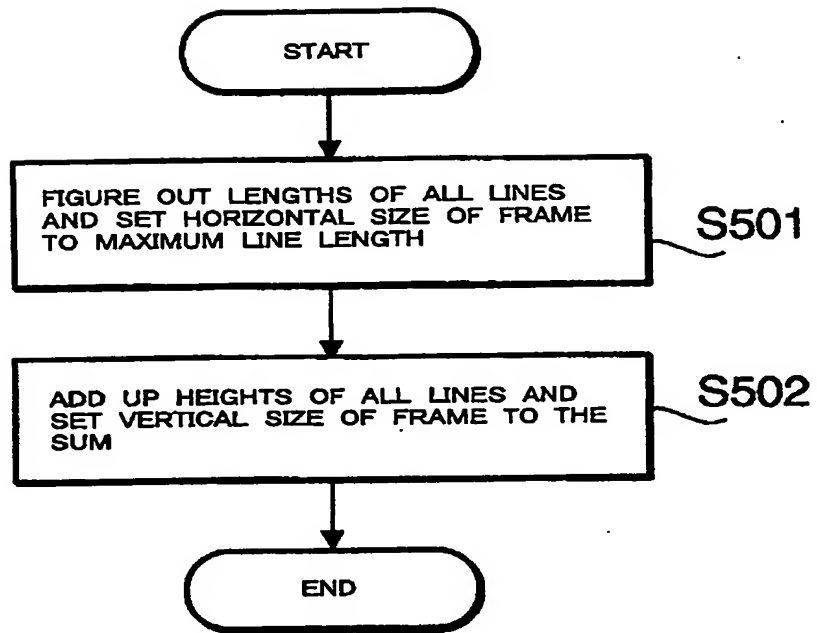 START
FIGURE OUT LENGTHS OF ALL LINES
AND SET HORIZONTAL SIZE OF FRAME
TO MAXIMUM LINE LENGTH
S501
ADD UP HEIGHTS OF ALL LINES AND
SET VERTICAL SIZE OF FRAME TO THE
SUM
S502
END